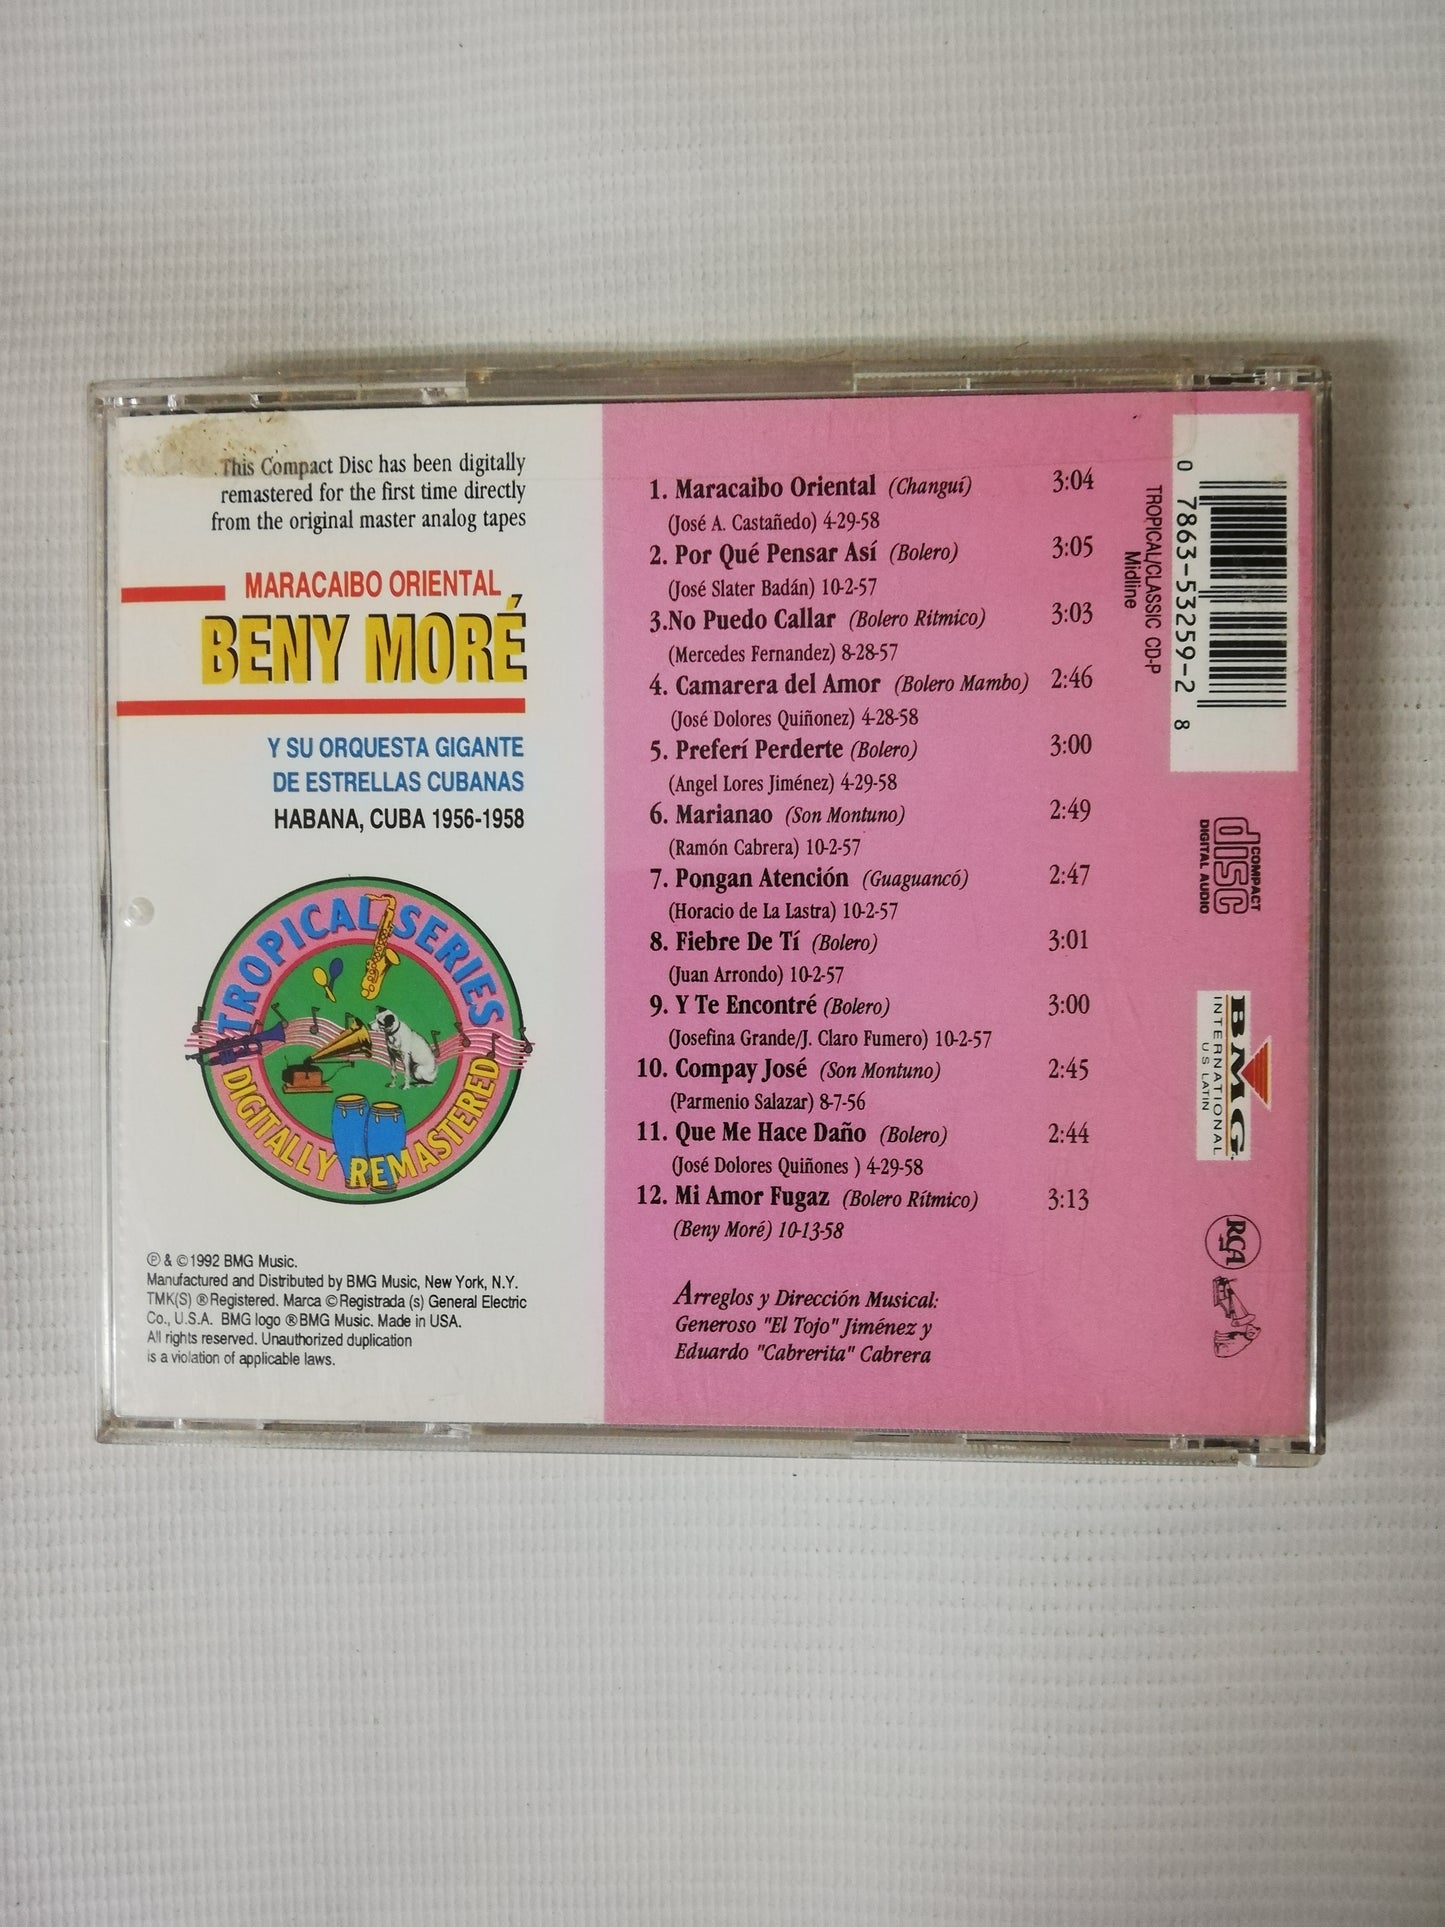 This Compact Disc has been digitally
remastered for the first time directly
from the original master analog tapes
MARACAIBO ORIENTAL
BENY MORÉ
Y SU ORQUESTA GIGANTE
DE ESTRELLAS CUBANAS
HABANA, CUBA 1956-1958
TROPICAL SERIES
DIGITALLY REMASTERED
Ⓟ & ©1992 BMG Music.
Manufactured and Distributed by BMG Music, New York, N.Y.
TMK(S) ®Registered. Marca ©Registrada (s) General Electric
Co., U.S.A. BMG logo ®BMG Music. Made in USA.
All rights reserved. Unauthorized duplication
is a violation of applicable laws.
1. Maracaibo Oriental (Changuí) 3:04
(José A. Castañedo) 4-29-58
2. Por Qué Pensar Así (Bolero) 3:05
(José Slater Badán) 10-2-57
3.No Puedo Callar (Bolero Ritmico) 3:03
(Mercedes Fernandez) 8-28-57
4. Camarera del Amor (Bolero Mambo) 2:46
(José Dolores Quiñonez) 4-28-58
5. Preferí Perderte (Bolero) 3:00
(Angel Lores Jiménez) 4-29-58
6. Marianao (Son Montuno) 2:49
(Ramón Cabrera) 10-2-57
7. Pongan Atención (Guaguancó) 2:47
(Horacio de La Lastra) 10-2-57
8. Fiebre De Tí (Bolero) 3:01
(Juan Arrondo) 10-2-57
9. Y Te Encontré (Bolero) 3:00
(Josefina Grande/J. Claro Fumero) 10-2-57
10. Compay José (Son Montuno) 2:45
(Parmenio Salazar) 8-7-56
11. Que Me Hace Daño (Bolero) 2:44
(José Dolores Quiñones ) 4-29-58
12. Mi Amor Fugaz (Bolero Rítmico) 3:13
(Beny Moré) 10-13-58
Arreglos y Dirección Musical:
Generoso "El Tojo" Jiménez y
Eduardo "Cabrerita" Cabrera
0 7863-53259-2 8
TROPICAL/CLASSIC CD-P
Midline
COMPACT
disc
DIGITAL AUDIO
BMG
INTERNATIONAL
US LATIN
RCA